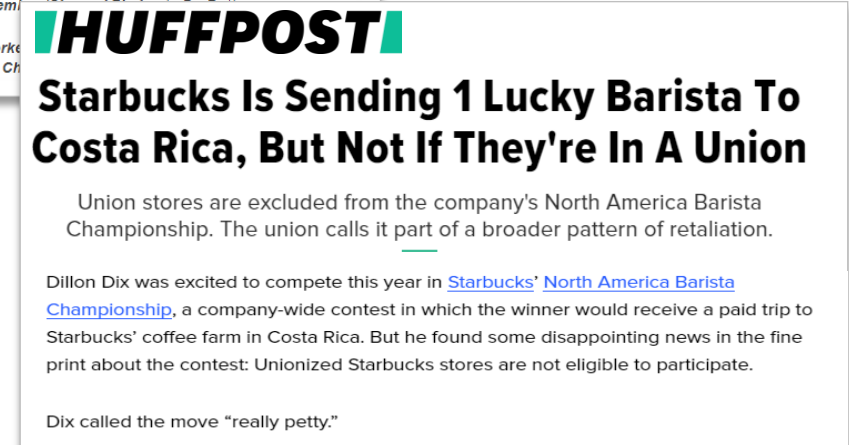 HUFFPOST
Starbucks Is Sending 1 Lucky Barista To
Costa Rica, But Not If They're In A Union
Union stores are excluded from the company's North America Barista
Championship. The union calls it part of a broader pattern of retaliation.
Dillon Dix was excited to compete this year in Starbucks’ North America Barista
Championship, a company-wide contest in which the winner would receive a paid trip to
Starbucks’ coffee farm in Costa Rica. But he found some disappointing news in the fine
print about the contest: Unionized Starbucks stores are not eligible to participate.
Dix called the move “really petty.”